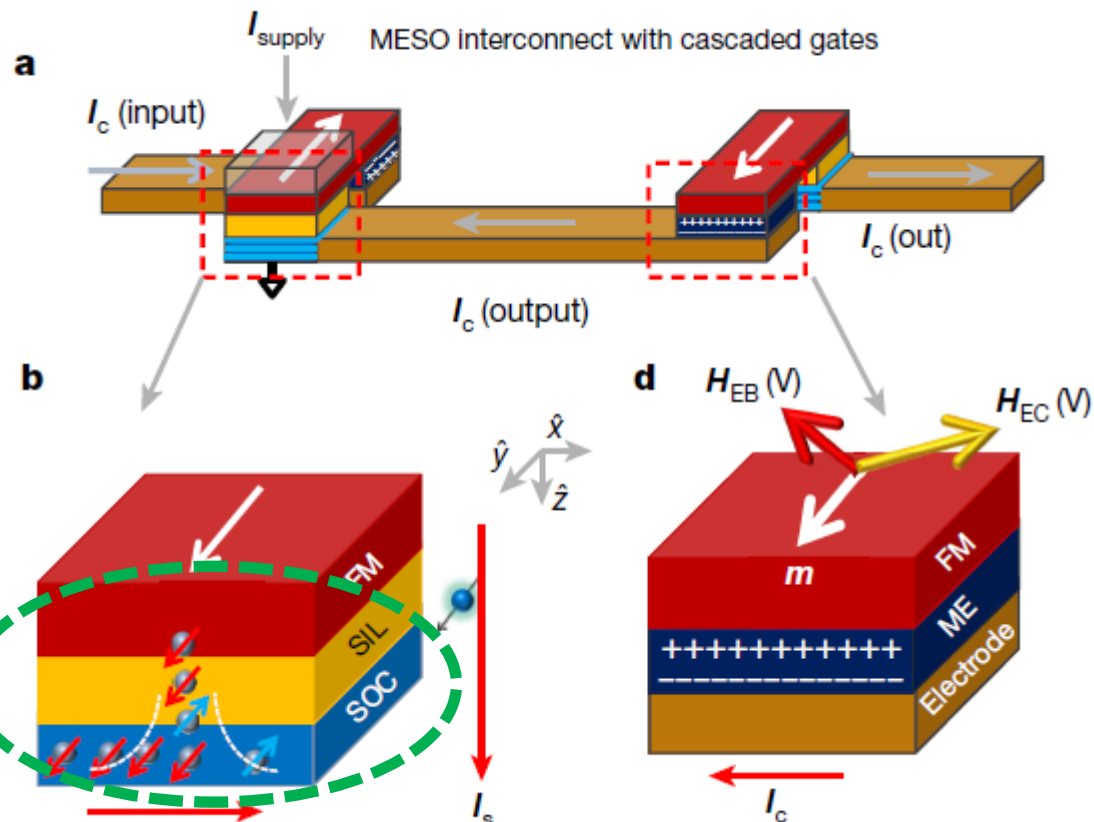 I supply
MESO interconnect with cascaded gates
a
I c (input)
++++
++++++++++
I c (out)
I c (output)
b
d
H EB (V)
H EC (V)
x̂
ŷ
ẑ
FM
SIL
SOC
I s
m
FM
ME
Electrode
+++++++++++
−−−−−−−−−−−−−−
I c